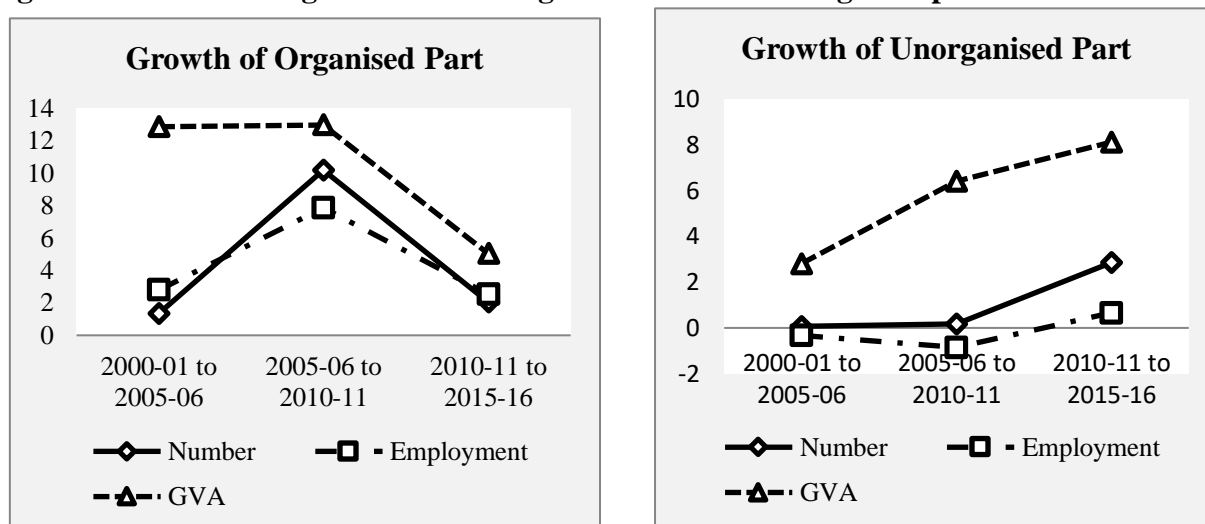 Growth of Organised Part
14
12
10
8
6
4
2
0
2000-01 to
2005-06
2005-06 to
2010-11
2010-11 to
2015-16
Number
Employment
GVA
Growth of Unorganised Part
10
8
6
4
2
0
-2
2000-01 to
2005-06
2005-06 to
2010-11
2010-11 to
2015-16
Number
Employment
GVA